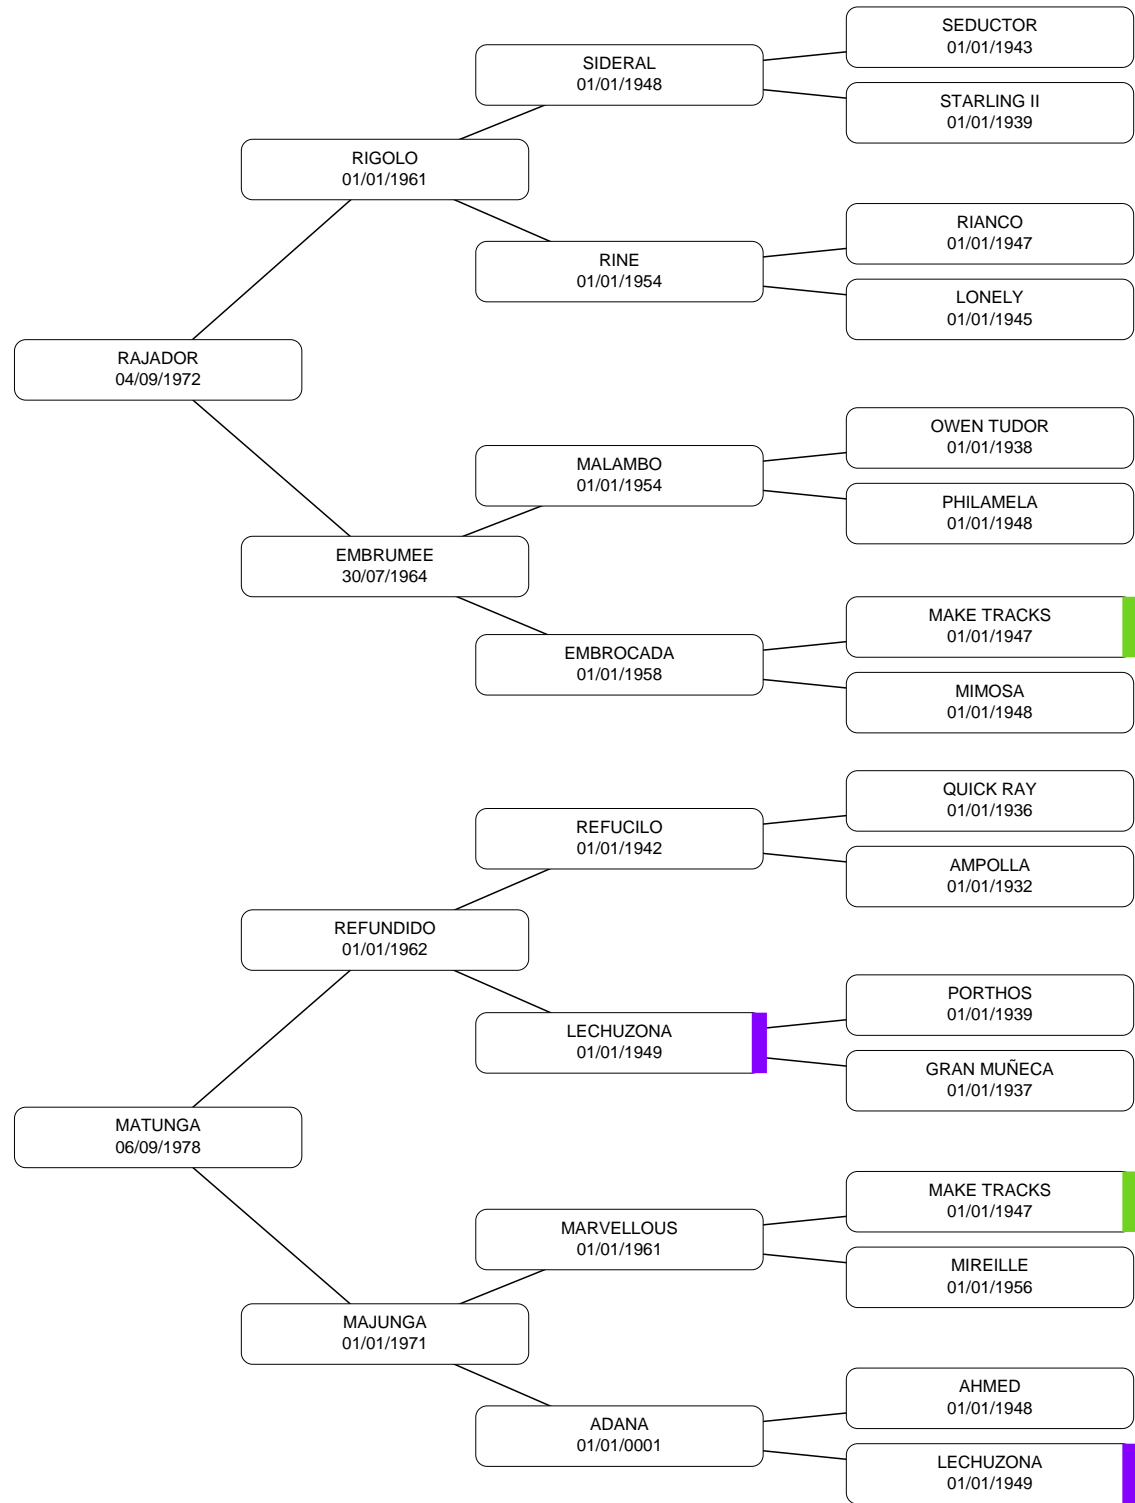 SEDUCTOR
01/01/1943
SIDERAL
01/01/1948
STARLING II
01/01/1939
RIGOLO
01/01/1961
RIANCO
01/01/1947
RINE
01/01/1954
LONELY
01/01/1945
RAJADOR
04/09/1972
OWEN TUDOR
01/01/1938
MALAMBO
01/01/1954
PHILAMELA
01/01/1948
EMBRUMEE
30/07/1964
MAKE TRACKS
01/01/1947
EMBROCADA
01/01/1958
MIMOSA
01/01/1948
QUICK RAY
01/01/1936
REFUCILO
01/01/1942
AMPOLLA
01/01/1932
REFUNDIDO
01/01/1962
PORTHOS
01/01/1939
LECHUZONA
01/01/1949
GRAN MUÑECA
01/01/1937
MATUNGA
06/09/1978
MAKE TRACKS
01/01/1947
MARVELLOUS
01/01/1961
MIREILLE
01/01/1956
MAJUNGA
01/01/1971
AHMED
01/01/1948
ADANA
01/01/0001
LECHUZONA
01/01/1949